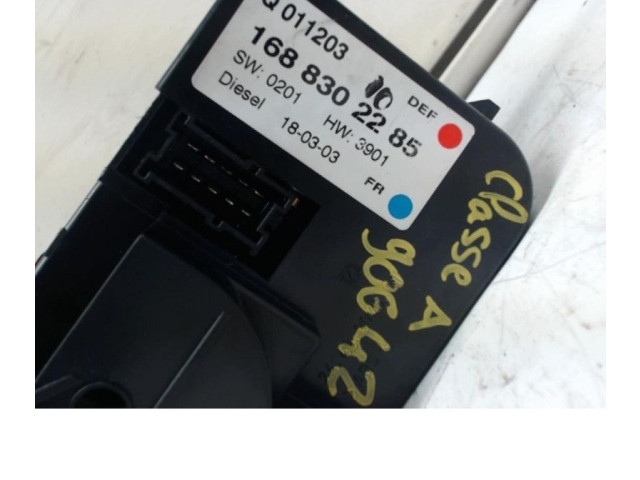 Q 011203
168 830 22 85
DEF
SW: 0201 HW: 3901
Diesel 18-03-03
FR
Classe A
90642